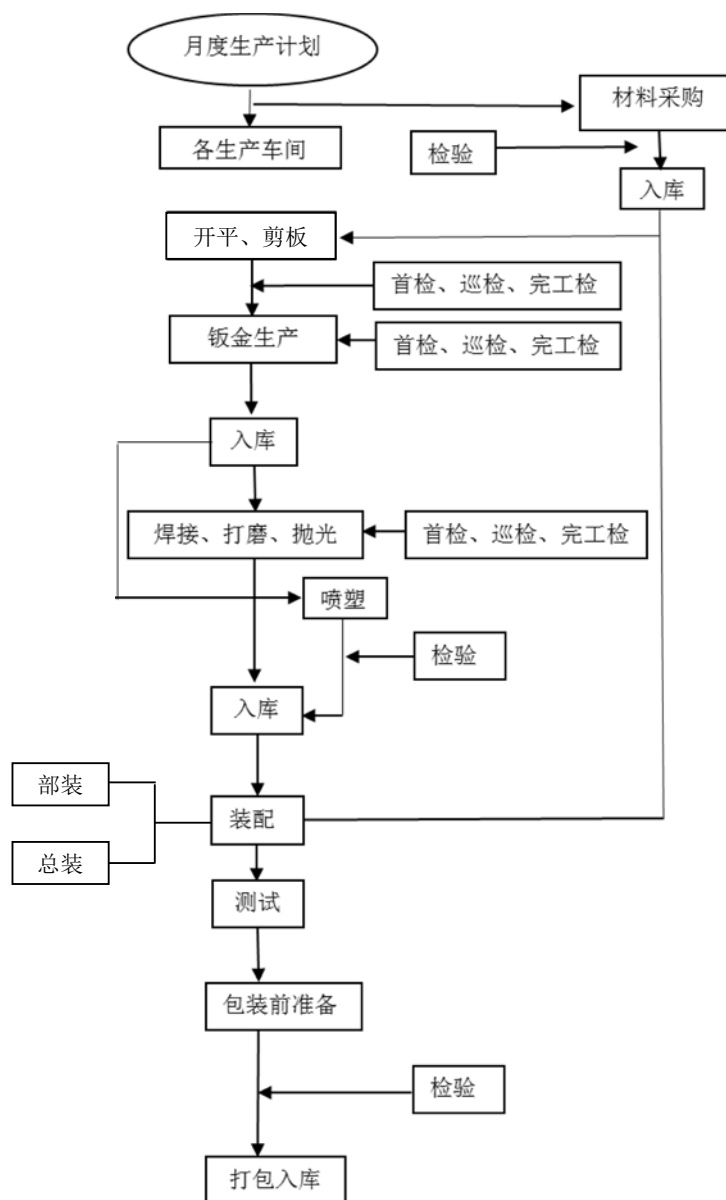 月度生产计划
材料采购
各生产车间
检验
入库
开平、剪板
首检、巡检、完工检
钣金生产
首检、巡检、完工检
入库
焊接、打磨、抛光
首检、巡检、完工检
喷塑
检验
入库
部装
装配
总装
测试
包装前准备
检验
打包入库